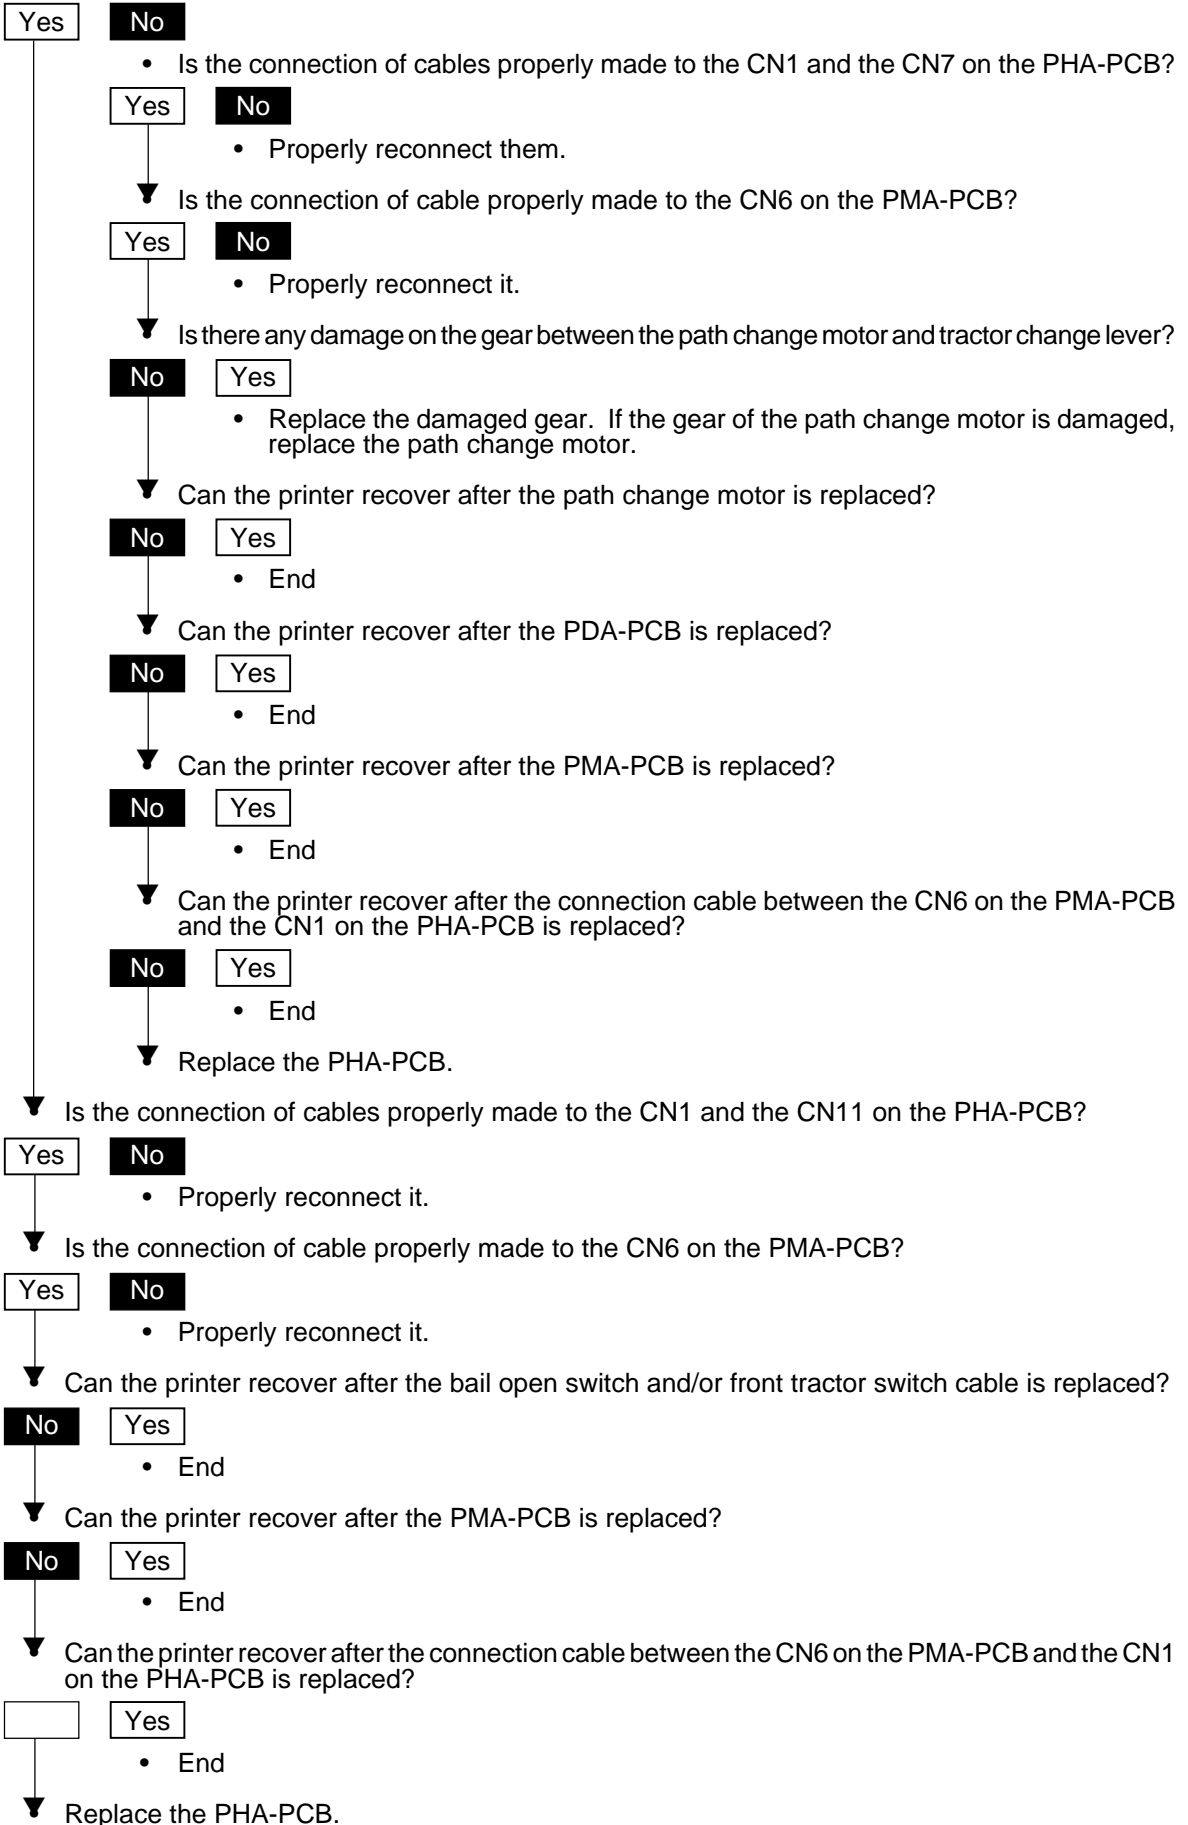 Yes No
• Is the connection of cables properly made to the CN1 and the CN7 on the PHA-PCB?
Yes No
• Properly reconnect them.
Is the connection of cable properly made to the CN6 on the PMA-PCB?
Yes No
• Properly reconnect it.
Is there any damage on the gear between the path change motor and tractor change lever?
No Yes
• Replace the damaged gear. If the gear of the path change motor is damaged,
replace the path change motor.
Can the printer recover after the path change motor is replaced?
No Yes
• End
Can the printer recover after the PDA-PCB is replaced?
No Yes
• End
Can the printer recover after the PMA-PCB is replaced?
No Yes
• End
Can the printer recover after the connection cable between the CN6 on the PMA-PCB
and the CN1 on the PHA-PCB is replaced?
No Yes
• End
Replace the PHA-PCB.
Is the connection of cables properly made to the CN1 and the CN11 on the PHA-PCB?
Yes No
• Properly reconnect it.
Is the connection of cable properly made to the CN6 on the PMA-PCB?
Yes No
• Properly reconnect it.
Can the printer recover after the bail open switch and/or front tractor switch cable is replaced?
No Yes
• End
Can the printer recover after the PMA-PCB is replaced?
No Yes
• End
Can the printer recover after the connection cable between the CN6 on the PMA-PCB and the CN1
on the PHA-PCB is replaced?
Yes
• End
Replace the PHA-PCB.